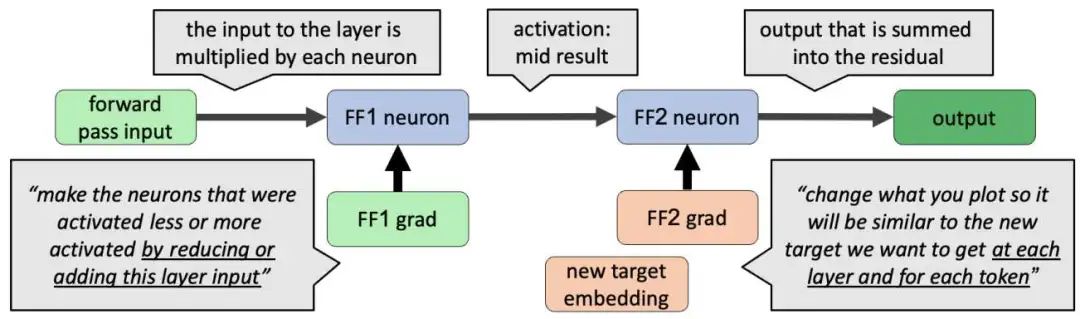 the input to the layer is
multiplied by each neuron
activation:
mid result
output that is summed
into the residual
forward
pass input
FF1 neuron
FF2 neuron
output
“make the neurons that were
activated less or more
activated by reducing or
adding this layer input”
FF1 grad
FF2 grad
new target
embedding
“change what you plot so it
will be similar to the new
target we want to get at each
layer and for each token”